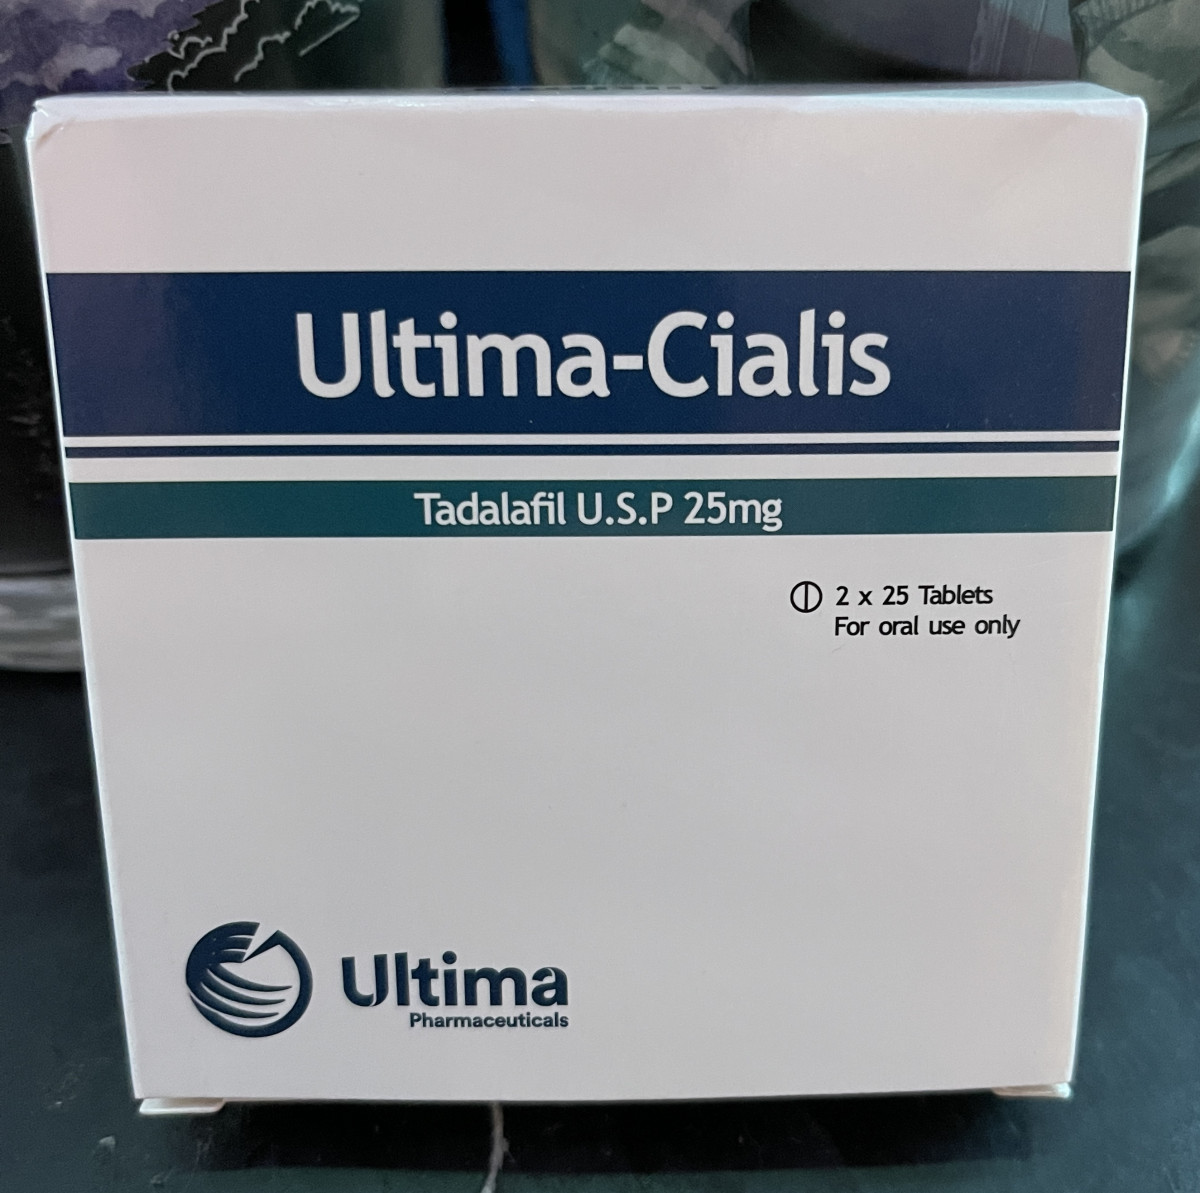 Ultima-Cialis
Tadalafil U.S.P 25mg
2 x 25 Tablets
For oral use only
Ultima
Pharmaceuticals